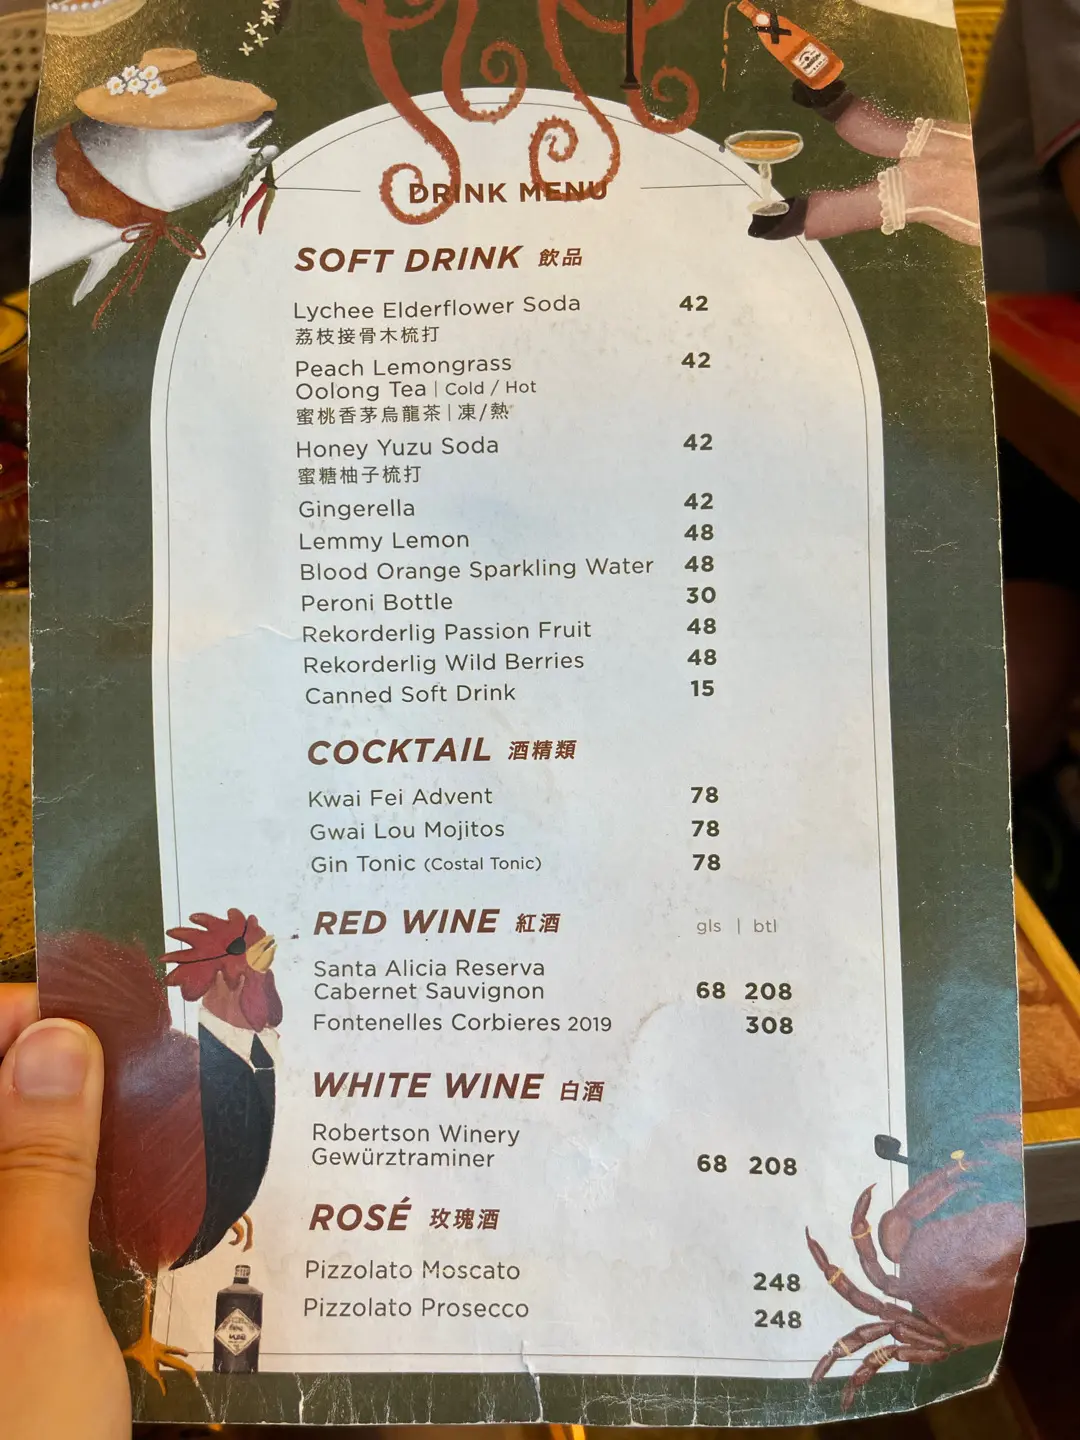 DRINK MENU
SOFT DRINK 飲品
Lychee Elderflower Soda 42
荔枝接骨木梳打
Peach Lemongrass 42
Oolong Tea | Cold / Hot
蜜桃香茅烏龍茶 | 凍/熱
Honey Yuzu Soda 42
蜜糖柚子梳打
Gingerella 42
Lemmy Lemon 48
Blood Orange Sparkling Water 48
Peroni Bottle 30
Rekorderlig Passion Fruit 48
Rekorderlig Wild Berries 48
Canned Soft Drink 15
COCKTAIL 酒精類
Kwai Fei Advent 78
Gwai Lou Mojitos 78
Gin Tonic (Costal Tonic) 78
RED WINE 紅酒 gls | btl
Santa Alicia Reserva
Cabernet Sauvignon 68 208
Fontenelles Corbieres 2019 308
WHITE WINE 白酒
Robertson Winery
Gewürztraminer 68 208
ROSÉ 玫瑰酒
Pizzolato Moscato 248
Pizzolato Prosecco 248